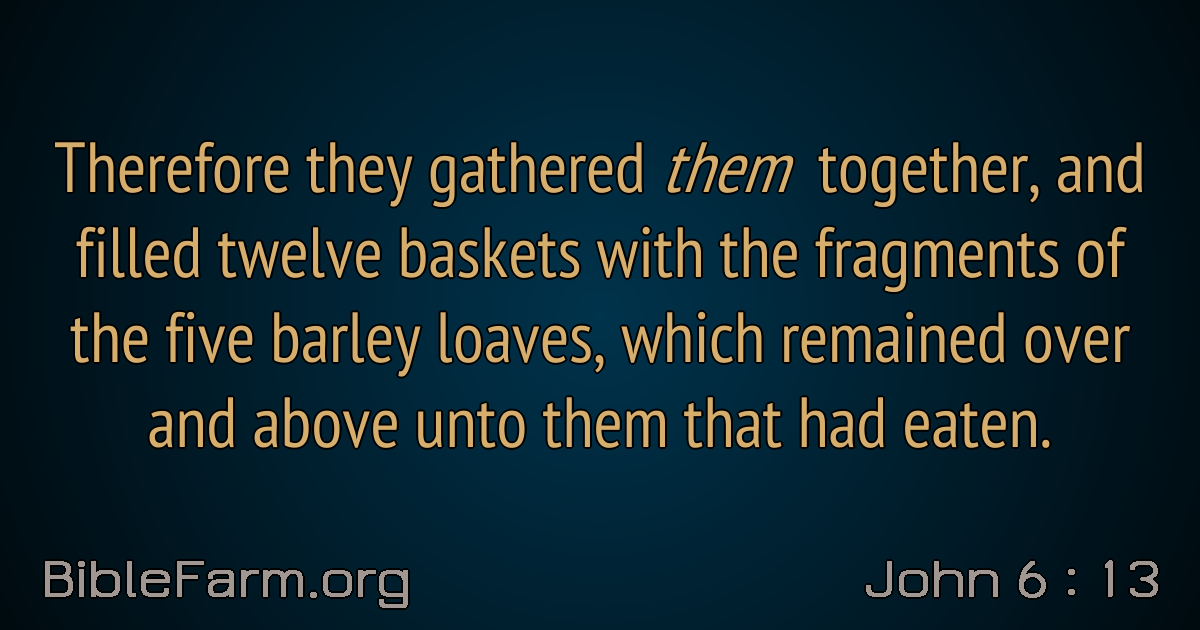 Therefore they gathered them together, and
filled twelve baskets with the fragments of
the five barley loaves, which remained over
and above unto them that had eaten.
BibleFarm.org
John 6 : 13